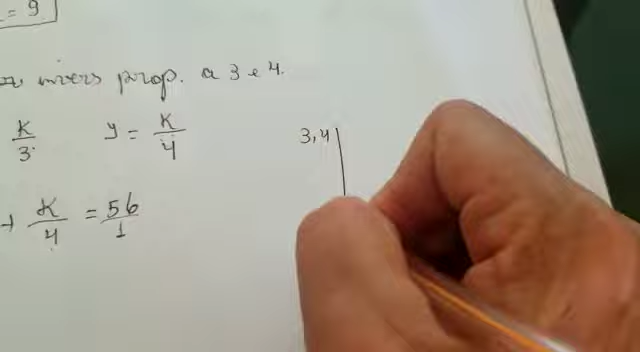 = 9
invers prop. a 3 e 4.
K/3 y = K/4
3,4
+ K/4 = 56/1